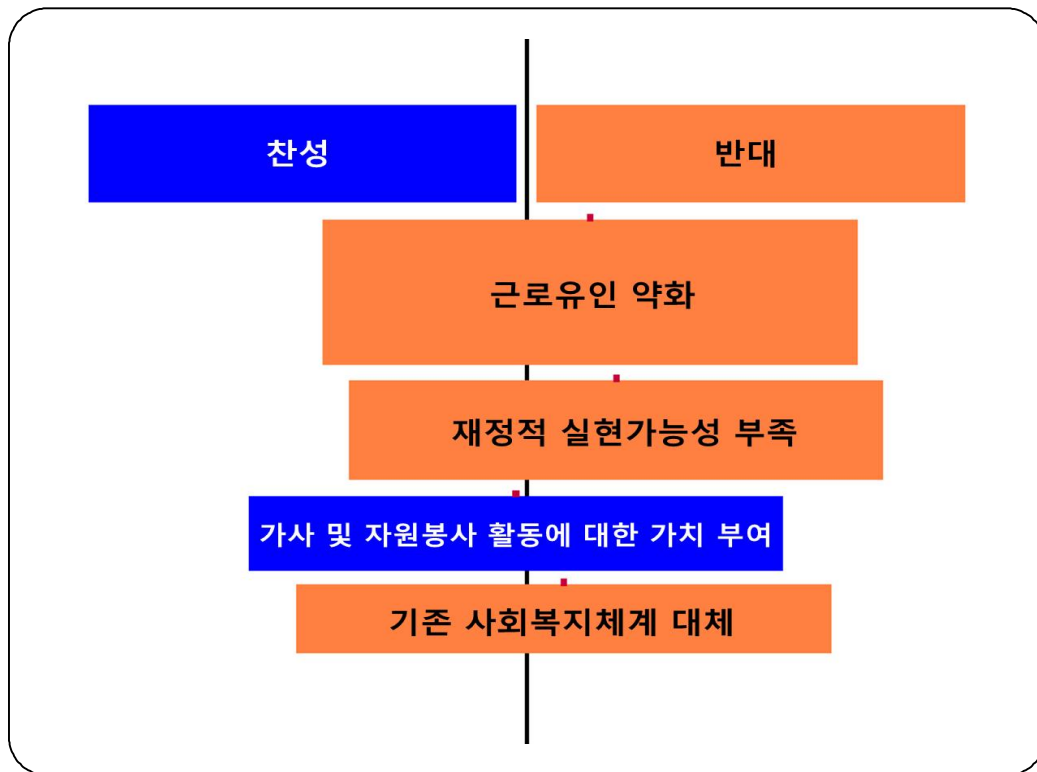 찬성
반대
근로유인 약화
재정적 실현가능성 부족
가사 및 자원봉사 활동에 대한 가치 부여
기존 사회복지체계 대체